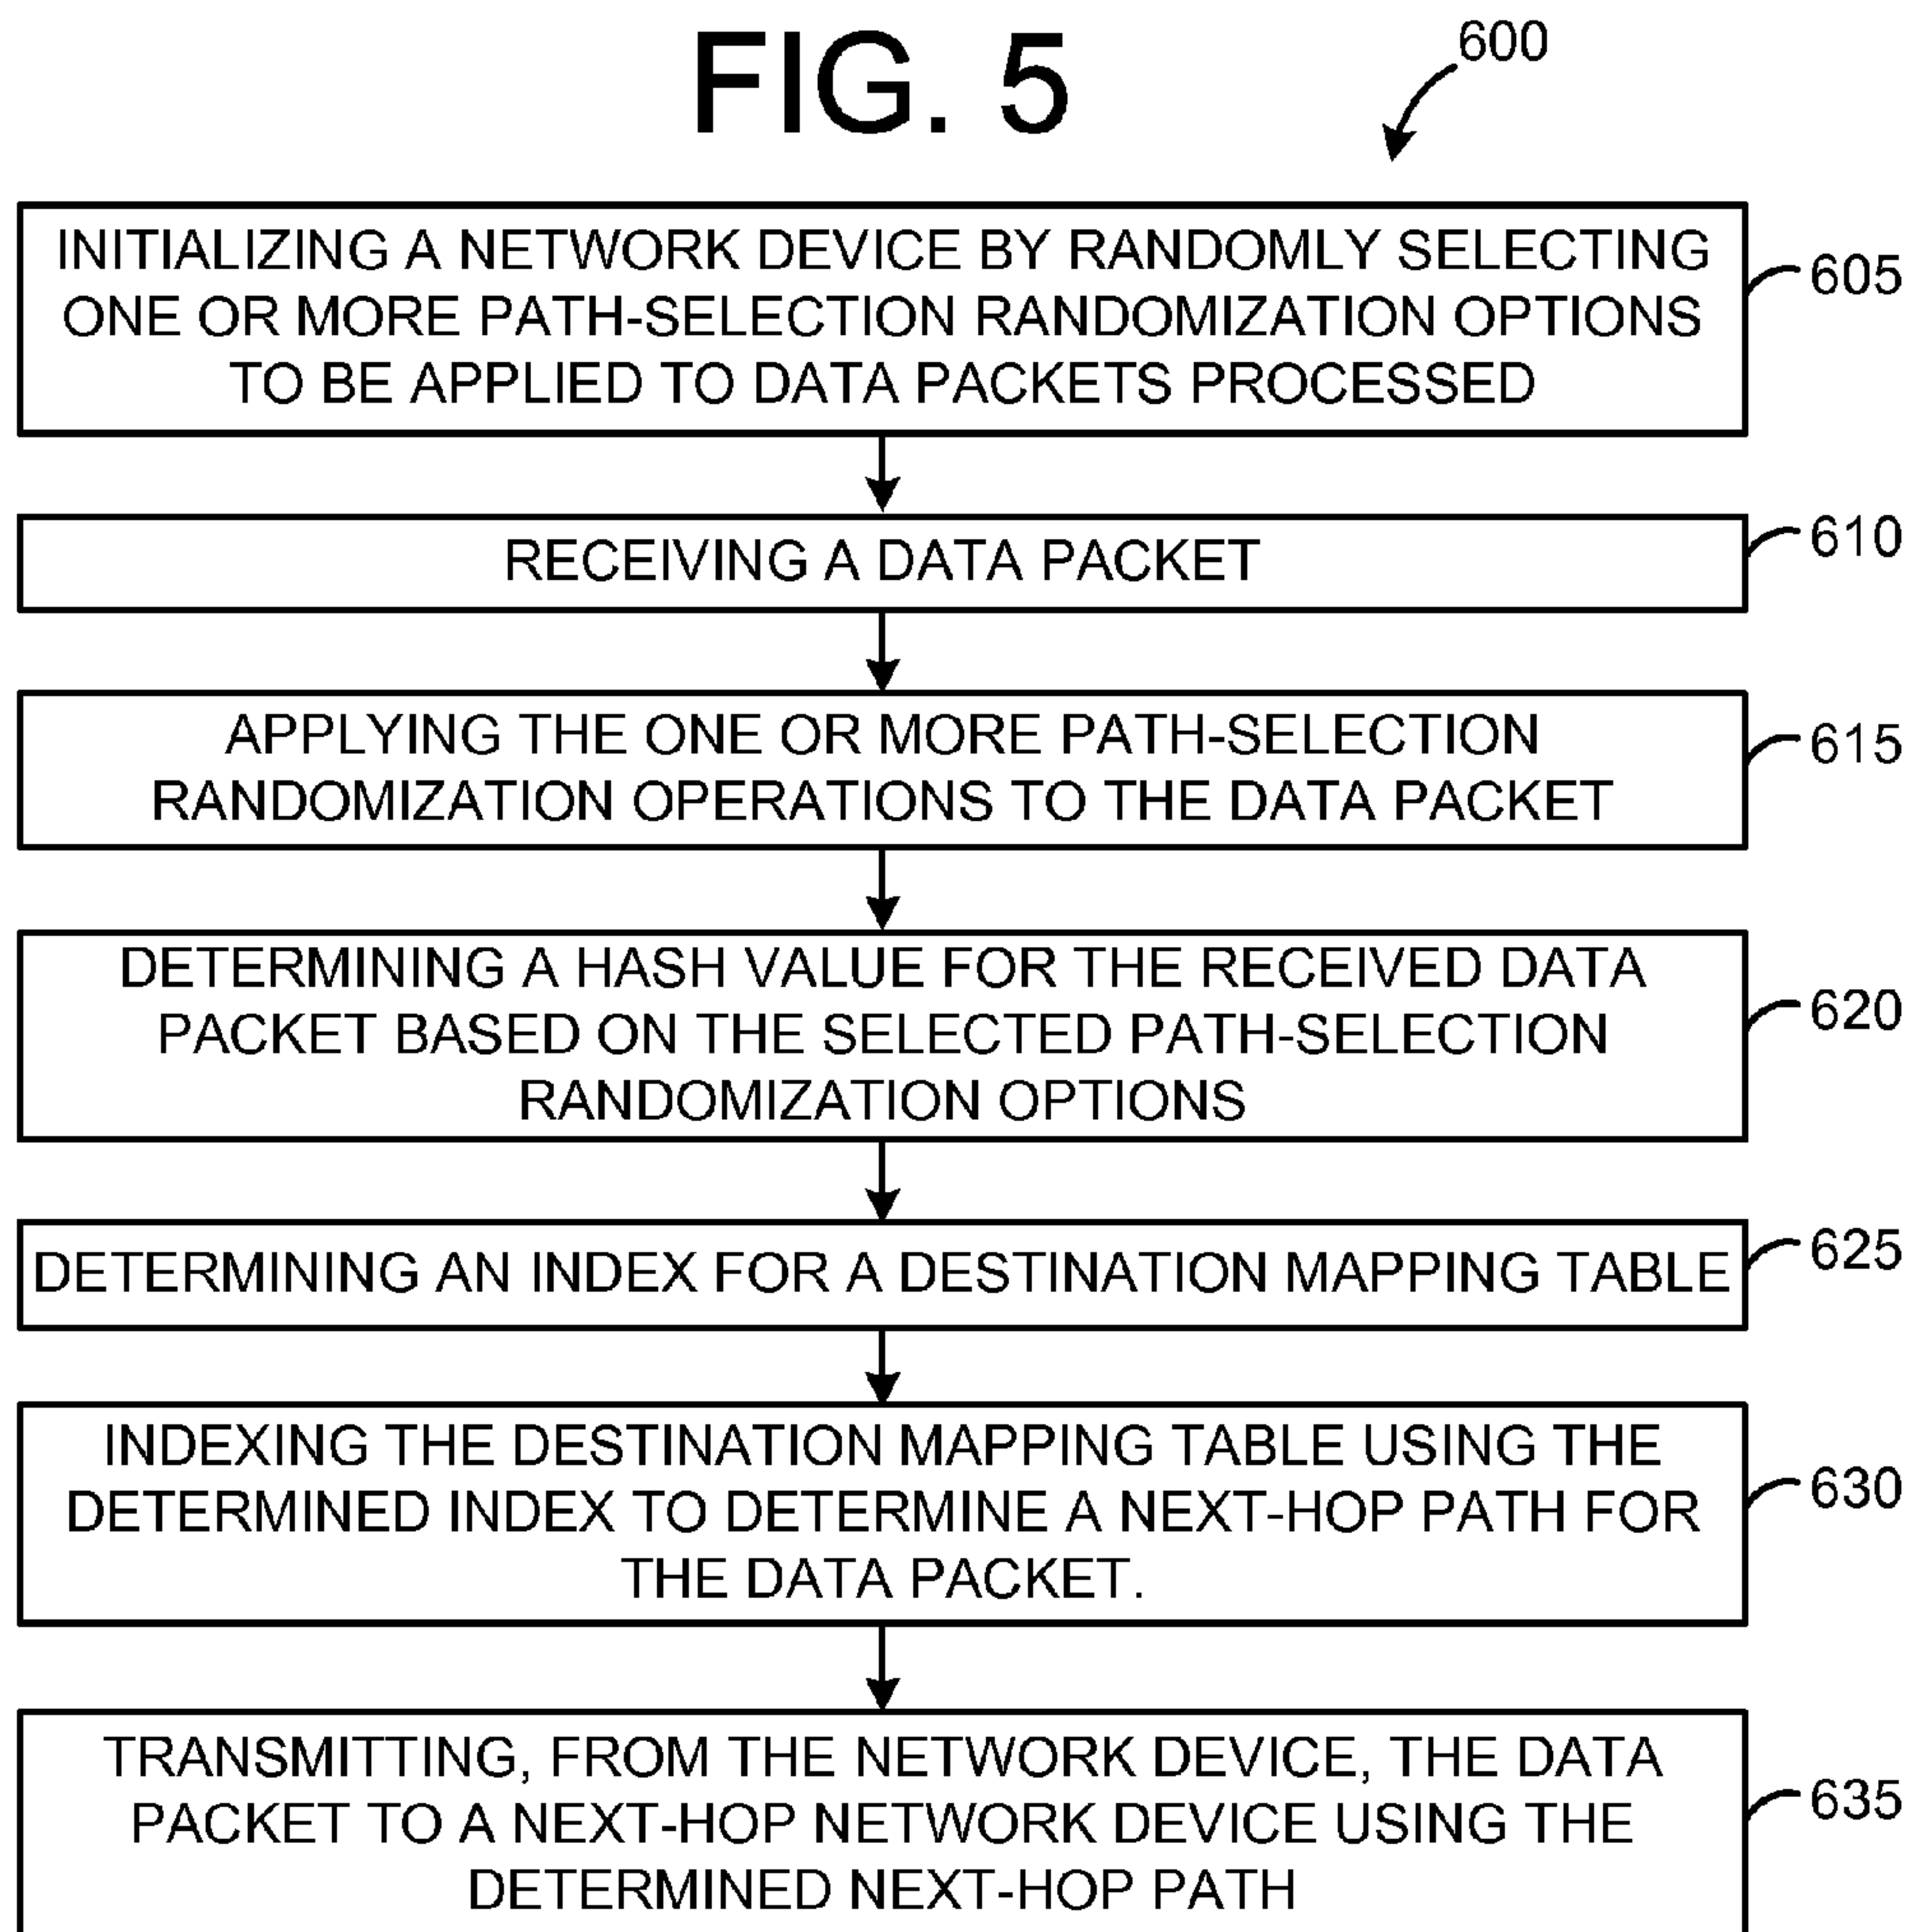 FIG. 5
600
INITIALIZING A NETWORK DEVICE BY RANDOMLY SELECTING
ONE OR MORE PATH-SELECTION RANDOMIZATION OPTIONS
TO BE APPLIED TO DATA PACKETS PROCESSED
605
RECEIVING A DATA PACKET
610
APPLYING THE ONE OR MORE PATH-SELECTION
RANDOMIZATION OPERATIONS TO THE DATA PACKET
615
DETERMINING A HASH VALUE FOR THE RECEIVED DATA
PACKET BASED ON THE SELECTED PATH-SELECTION
RANDOMIZATION OPTIONS
620
DETERMINING AN INDEX FOR A DESTINATION MAPPING TABLE
625
INDEXING THE DESTINATION MAPPING TABLE USING THE
DETERMINED INDEX TO DETERMINE A NEXT-HOP PATH FOR
THE DATA PACKET.
630
TRANSMITTING, FROM THE NETWORK DEVICE, THE DATA
PACKET TO A NEXT-HOP NETWORK DEVICE USING THE
DETERMINED NEXT-HOP PATH
635